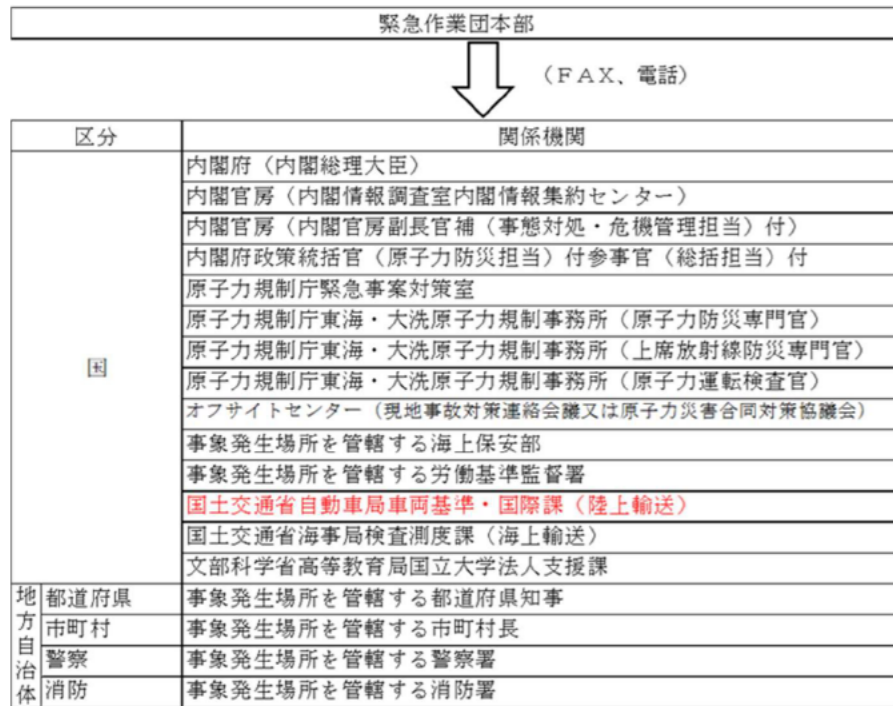 緊急作業団本部
(FAX、電話)
区分 関係機関
国
内閣府（内閣総理大臣）
内閣官房（内閣情報調査室内閣情報集約センター）
内閣官房（内閣官房副長官補（事態対処・危機管理担当）付）
内閣府政策統括官（原子力防災担当）付参事官（総括担当）付
原子力規制庁緊急事案対策室
原子力規制庁東海・大洗原子力規制事務所（原子力防災専門官）
原子力規制庁東海・大洗原子力規制事務所（上席放射線防災専門官）
原子力規制庁東海・大洗原子力規制事務所（原子力運転検査官）
オフサイトセンター（現地事故対策連絡会議又は原子力災害合同対策協議会）
事象発生場所を管轄する海上保安部
事象発生場所を管轄する労働基準監督署
国土交通省自動車局車両基準・国際課（陸上輸送）
国土交通省海事局検査測度課（海上輸送）
文部科学省高等教育局国立大学法人支援課
地方自治体
都道府県 事象発生場所を管轄する都道府県知事
市町村 事象発生場所を管轄する市町村長
警察 事象発生場所を管轄する警察署
消防 事象発生場所を管轄する消防署